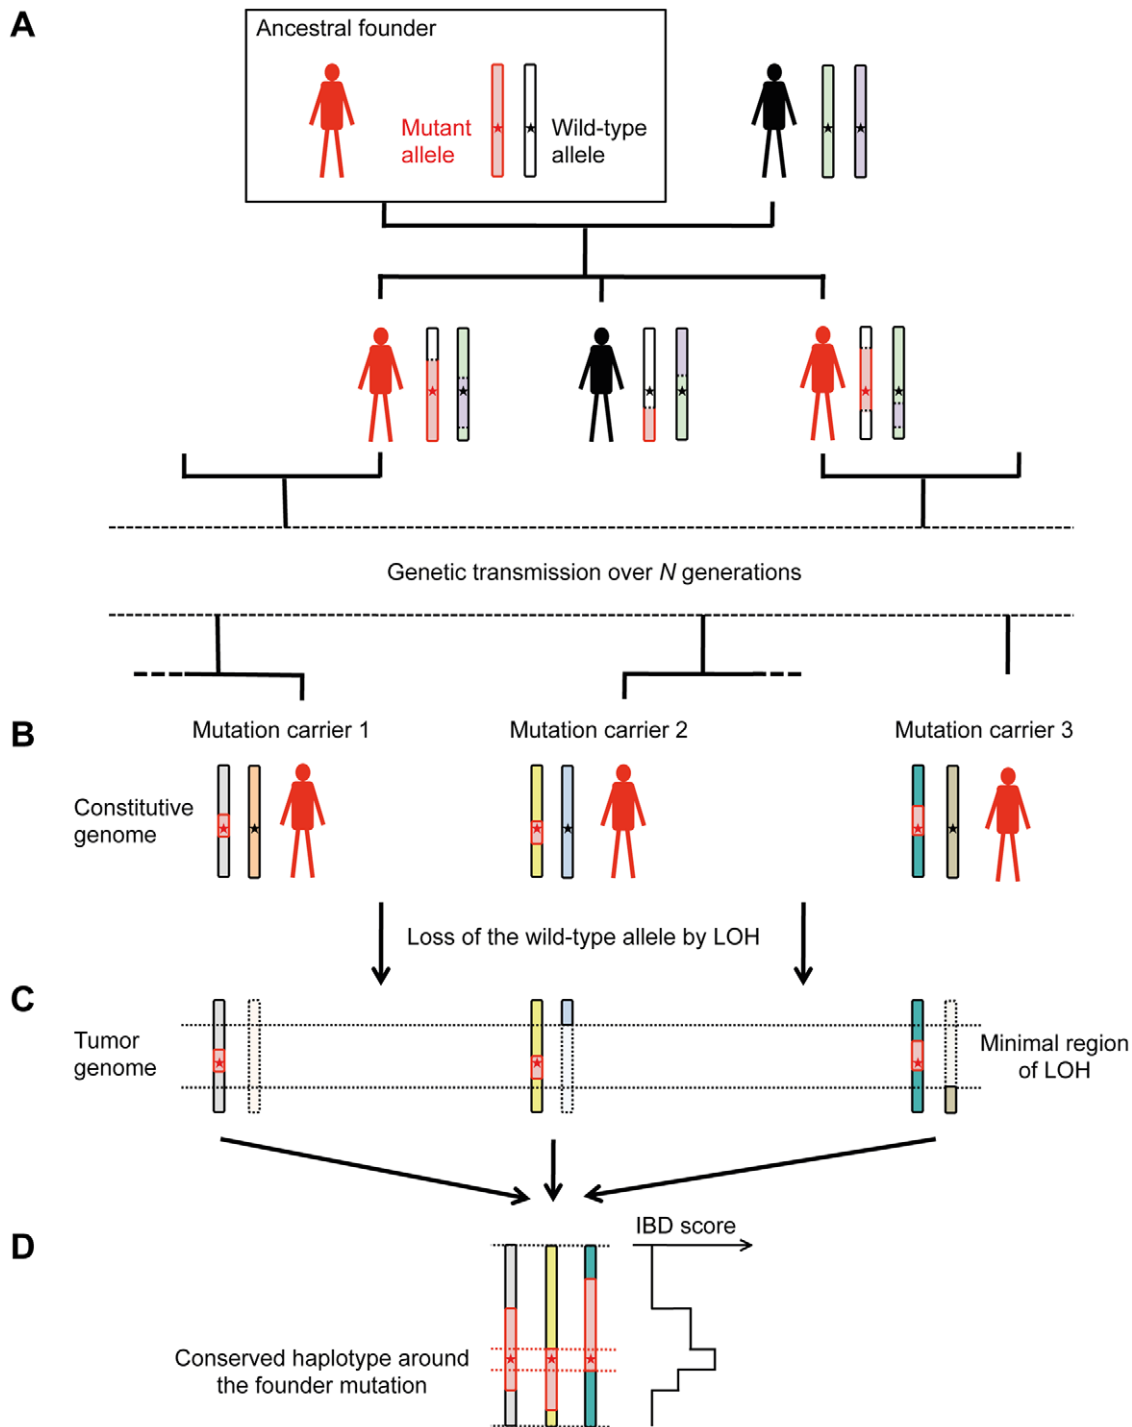 A
Ancestral founder
Mutant
allele
Wild-type
allele
Genetic transmission over N generations
B
Mutation carrier 1
Mutation carrier 2
Mutation carrier 3
Constitutive
genome
Loss of the wild-type allele by LOH
C
Tumor
genome
Minimal region
of LOH
D
IBD score
Conserved haplotype around
the founder mutation